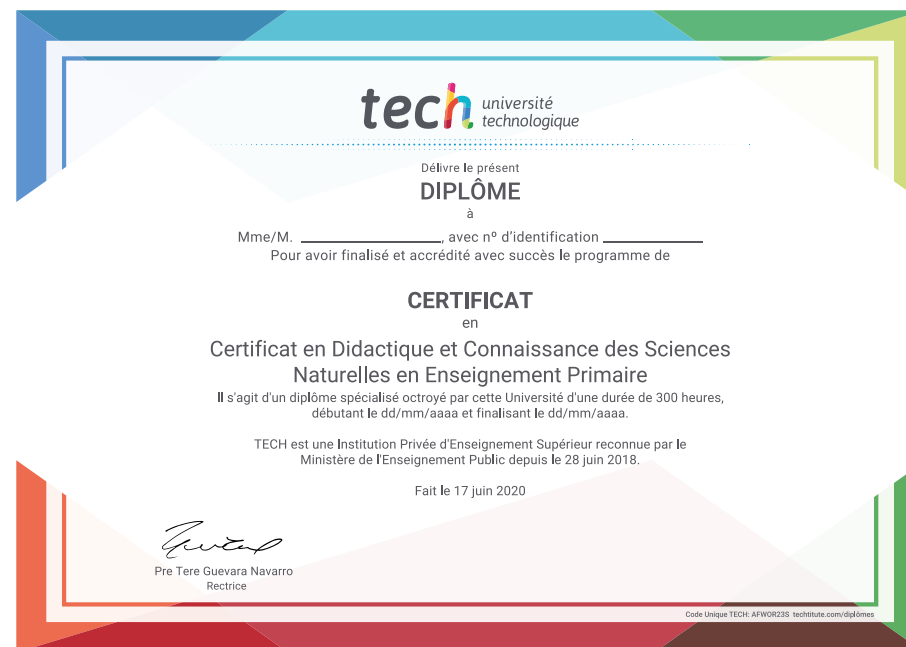 tech université
technologique
Délivre le présent
DIPLÔME
à
Mme/M. ____________________, avec nº d'identification ______________
Pour avoir finalisé et accrédité avec succès le programme de
CERTIFICAT
en
Certificat en Didactique et Connaissance des Sciences
Naturelles en Enseignement Primaire
Il s'agit d'un diplôme spécialisé octroyé par cette Université d'une durée de 300 heures,
débutant le dd/mm/aaaa et finalisant le dd/mm/aaaa.
TECH est une Institution Privée d'Enseignement Supérieur reconnue par le
Ministère de l'Enseignement Public depuis le 28 juin 2018.
Fait le 17 juin 2020
Pre Tere Guevara Navarro
Rectrice
Code Unique TECH: AFWOR23S techtitute.com/diplômes